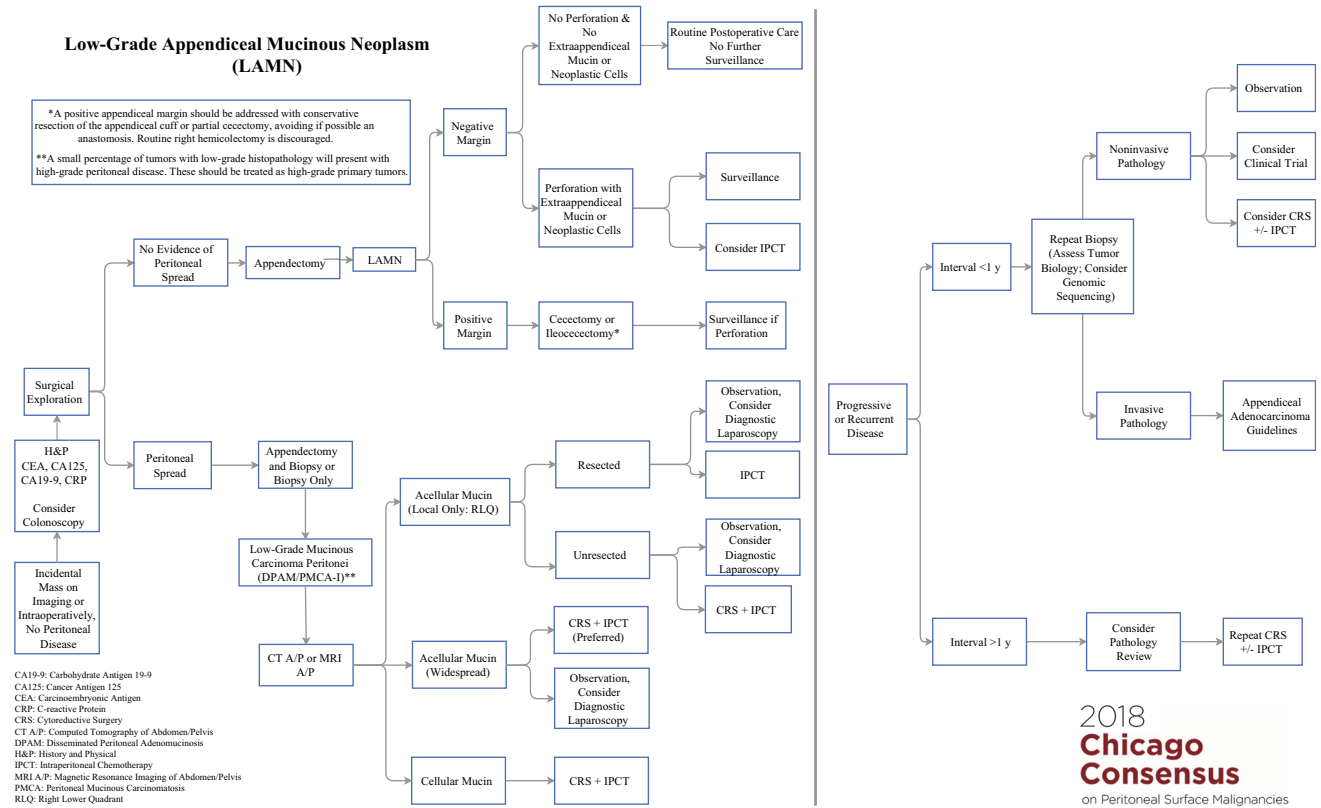 Low-Grade Appendiceal Mucinous Neoplasm
(LAMN)
*A positive appendiceal margin should be addressed with conservative
resection of the appendiceal cuff or partial cecectomy, avoiding if possible an
anastomosis. Routine right hemicolectomy is discouraged.
**A small percentage of tumors with low-grade histopathology will present with
high-grade peritoneal disease. These should be treated as high-grade primary tumors.
Incidental
Mass on
Imaging or
Intraoperatively,
No Peritoneal
Disease
H&P
CEA, CA125,
CA19-9, CRP
Consider
Colonoscopy
Surgical
Exploration
No Evidence of
Peritoneal
Spread
Appendectomy
LAMN
Negative
Margin
No Perforation &
No
Extraappendiceal
Mucin or
Neoplastic Cells
Routine Postoperative Care
No Further
Surveillance
Perforation with
Extraappendiceal
Mucin or
Neoplastic Cells
Surveillance
Consider IPCT
Positive
Margin
Cecectomy or
Ileocecectomy*
Surveillance if
Perforation
Peritoneal
Spread
Appendectomy
and Biopsy or
Biopsy Only
Low-Grade Mucinous
Carcinoma Peritonei
(DPAM/PMCA-I)**
CT A/P or MRI
A/P
Acellular Mucin
(Local Only: RLQ)
Resected
Observation,
Consider
Diagnostic
Laparoscopy
IPCT
Unresected
Observation,
Consider
Diagnostic
Laparoscopy
CRS + IPCT
Acellular Mucin
(Widespread)
CRS + IPCT
(Preferred)
Observation,
Consider
Diagnostic
Laparoscopy
Cellular Mucin
CRS + IPCT
CA19-9: Carbohydrate Antigen 19-9
CA125: Cancer Antigen 125
CEA: Carcinoembryonic Antigen
CRP: C-reactive Protein
CRS: Cytoreductive Surgery
CT A/P: Computed Tomography of Abdomen/Pelvis
DPAM: Disseminated Peritoneal Adenomucinosis
H&P: History and Physical
IPCT: Intraperitoneal Chemotherapy
MRI A/P: Magnetic Resonance Imaging of Abdomen/Pelvis
PMCA: Peritoneal Mucinous Carcinomatosis
RLQ: Right Lower Quadrant
Progressive
or Recurrent
Disease
Interval <1 y
Repeat Biopsy
(Assess Tumor
Biology; Consider
Genomic
Sequencing)
Noninvasive
Pathology
Observation
Consider
Clinical Trial
Consider CRS
+/- IPCT
Invasive
Pathology
Appendiceal
Adenocarcinoma
Guidelines
Interval >1 y
Consider
Pathology
Review
Repeat CRS
+/- IPCT
2018
Chicago
Consensus
on Peritoneal Surface Malignancies